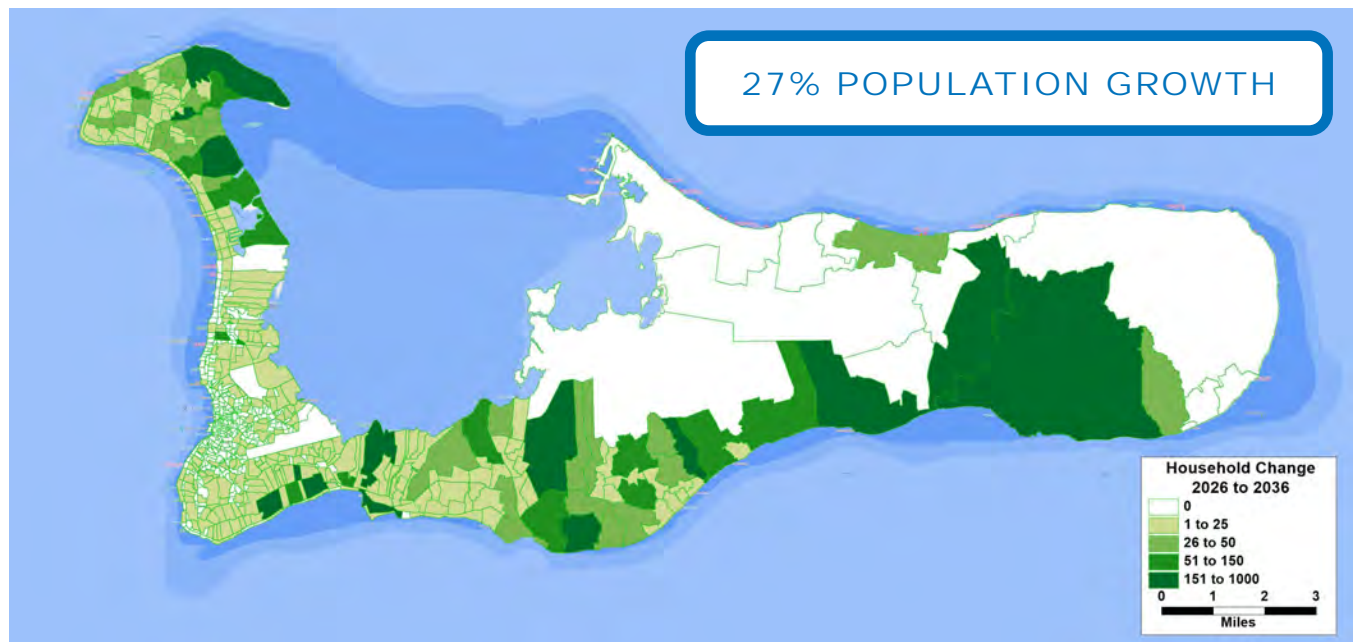 27% POPULATION GROWTH
Household Change
2026 to 2036
0
1 to 25
26 to 50
51 to 150
151 to 1000
0 1 2 3
Miles